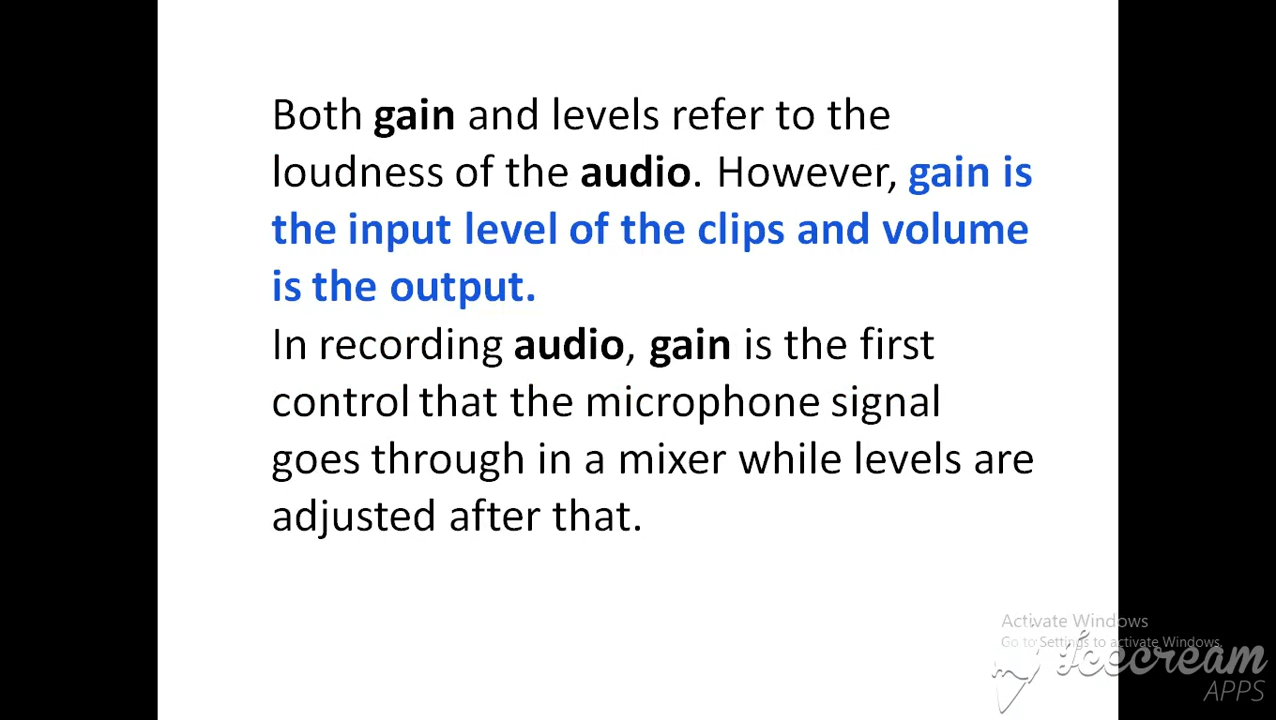 Both gain and levels refer to the
loudness of the audio. However, gain is
the input level of the clips and volume
is the output.
In recording audio, gain is the first
control that the microphone signal
goes through in a mixer while levels are
adjusted after that.
Activate Windows
Go to Settings to activate Windows.
Icecream
APPS